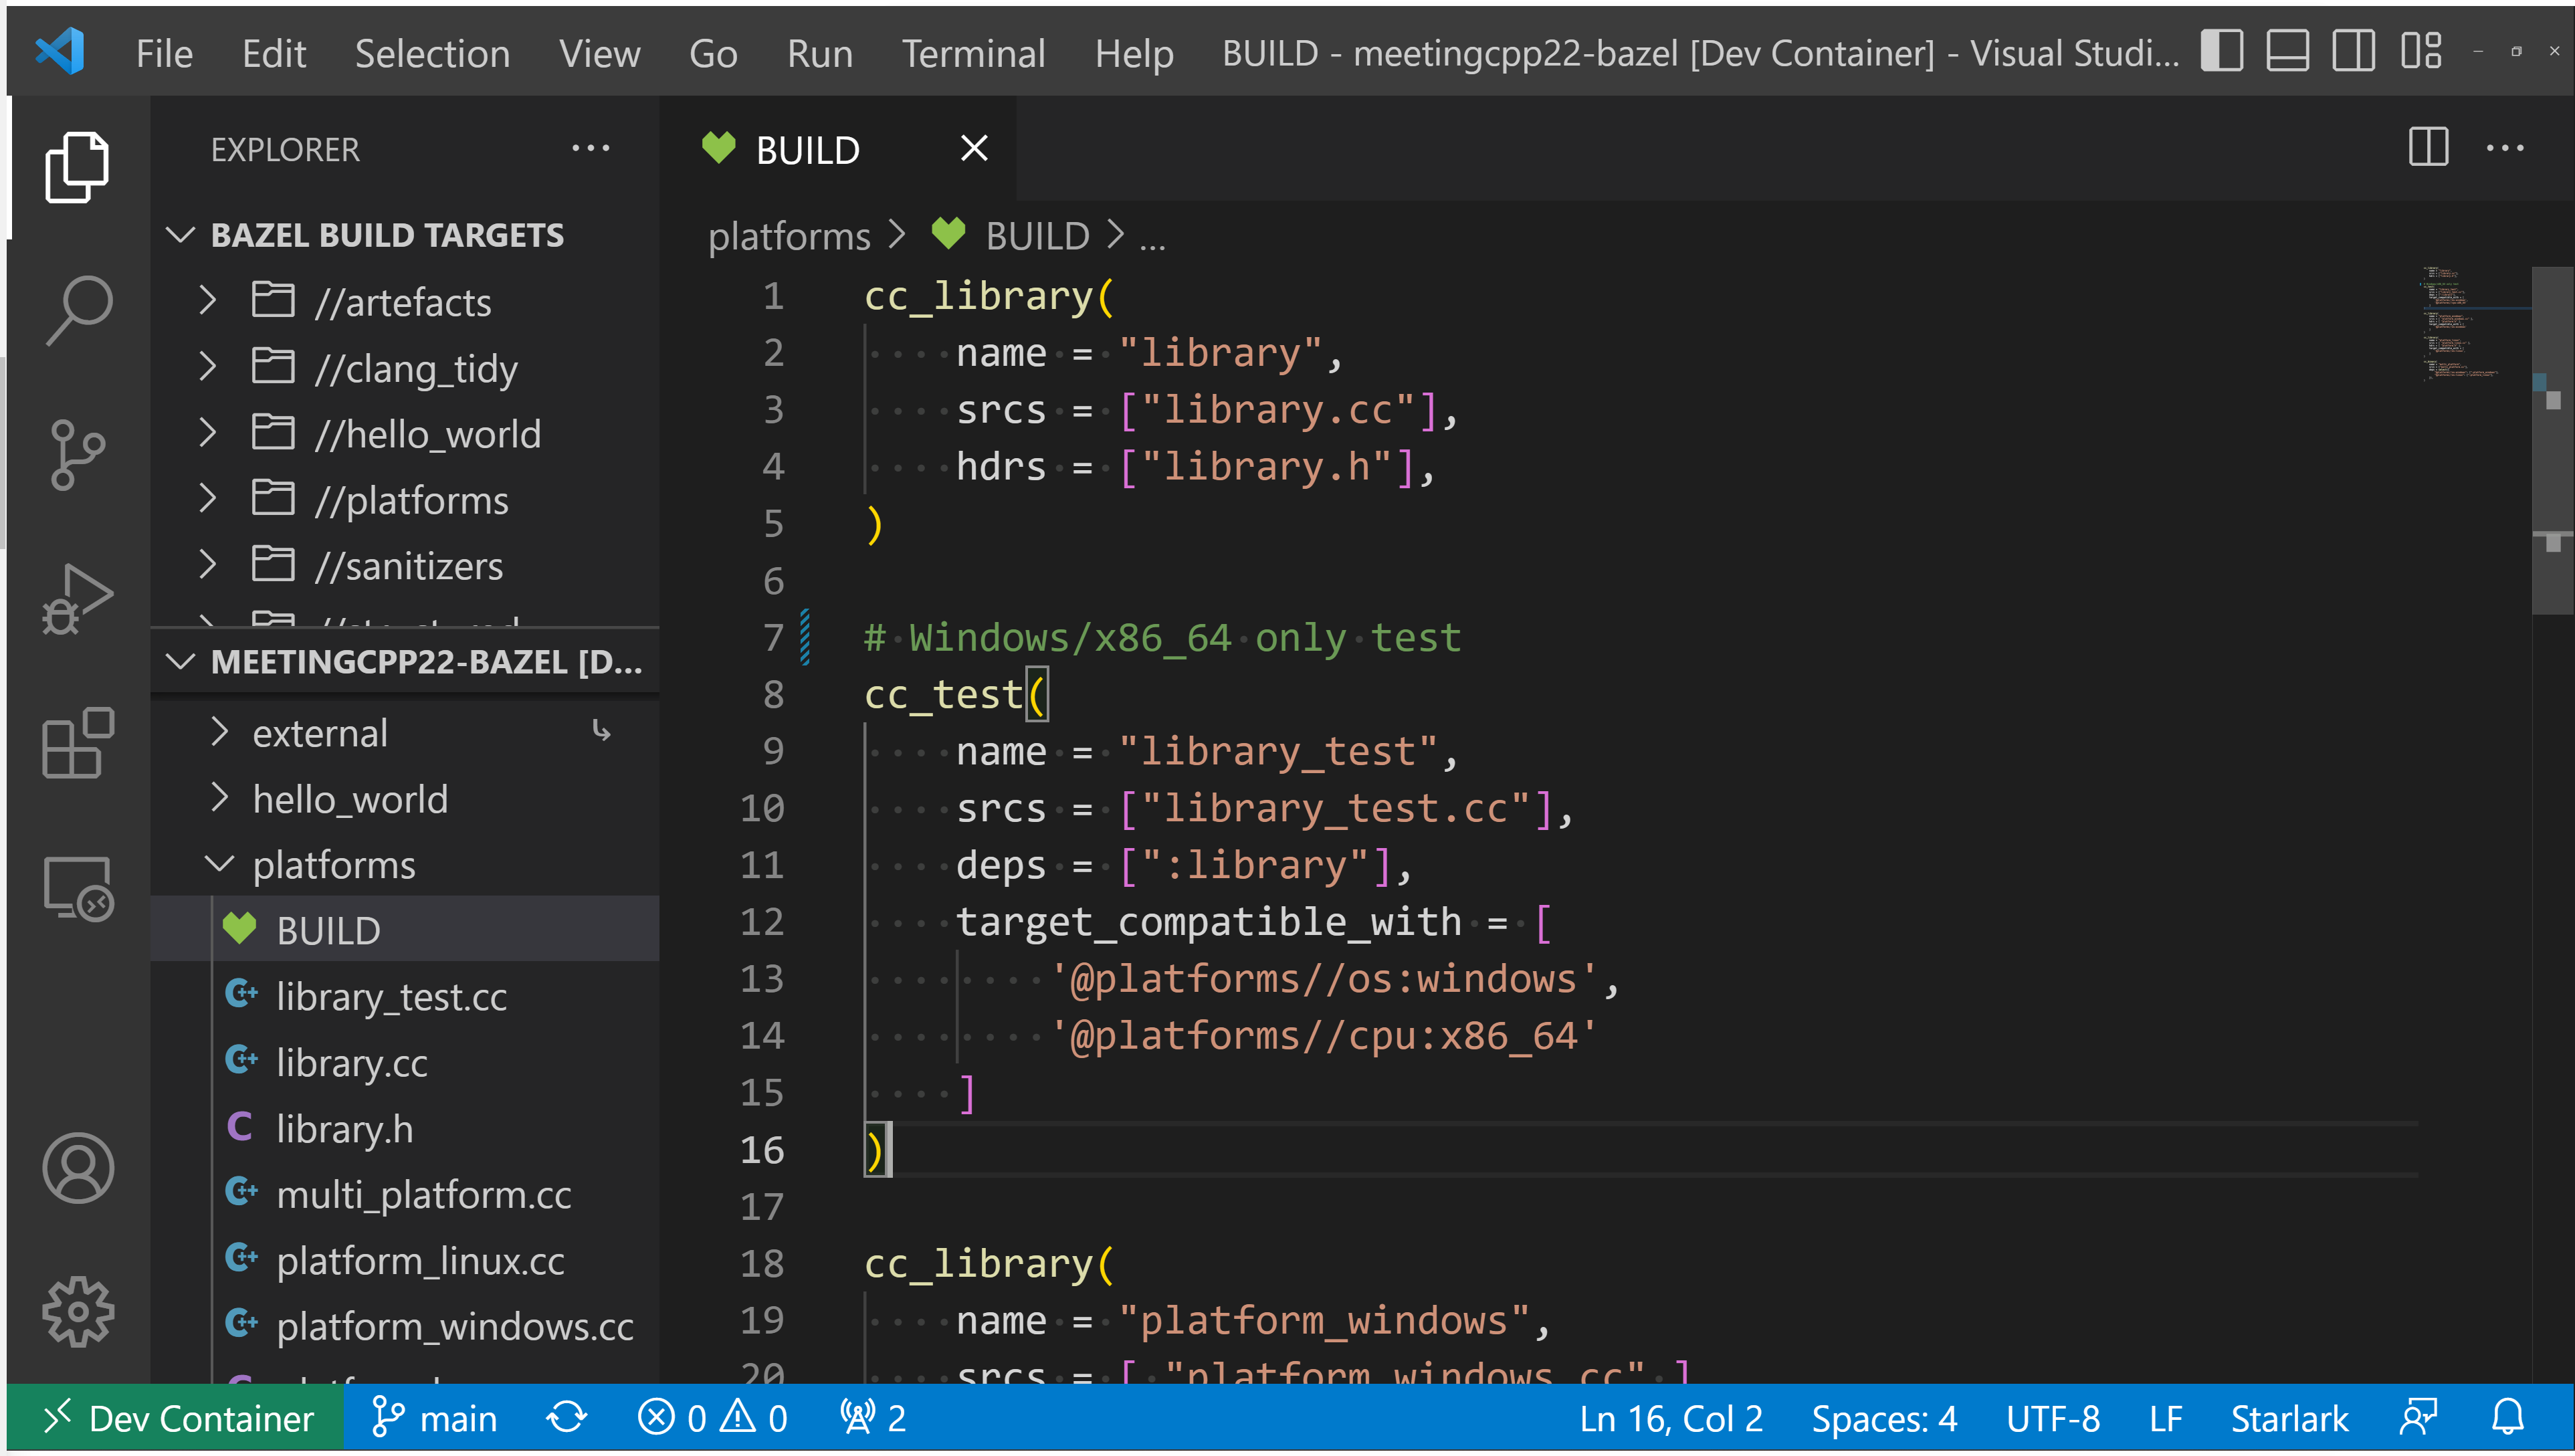 File Edit Selection View Go Run Terminal Help BUILD - meetingcpp22-bazel [Dev Container] - Visual Studi...
EXPLORER
BAZEL BUILD TARGETS
//artefacts
//clang_tidy
//hello_world
//platforms
//sanitizers
MEETINGCPP22-BAZEL [D...
external
hello_world
platforms
BUILD
library_test.cc
library.cc
library.h
multi_platform.cc
platform_linux.cc
platform_windows.cc
BUILD
platforms > BUILD > ...
1 cc_library(
2 name = "library",
3 srcs = ["library.cc"],
4 hdrs = ["library.h"],
5 )
6
7 # Windows/x86_64 only test
8 cc_test(
9 name = "library_test",
10 srcs = ["library_test.cc"],
11 deps = [":library"],
12 target_compatible_with = [
13 '@platforms//os:windows',
14 '@platforms//cpu:x86_64'
15 ]
16 )
17
18 cc_library(
19 name = "platform_windows",
20 srcs = [ "platform_windows.cc" ]
Dev Container main 0 0 2 Ln 16, Col 2 Spaces: 4 UTF-8 LF Starlark